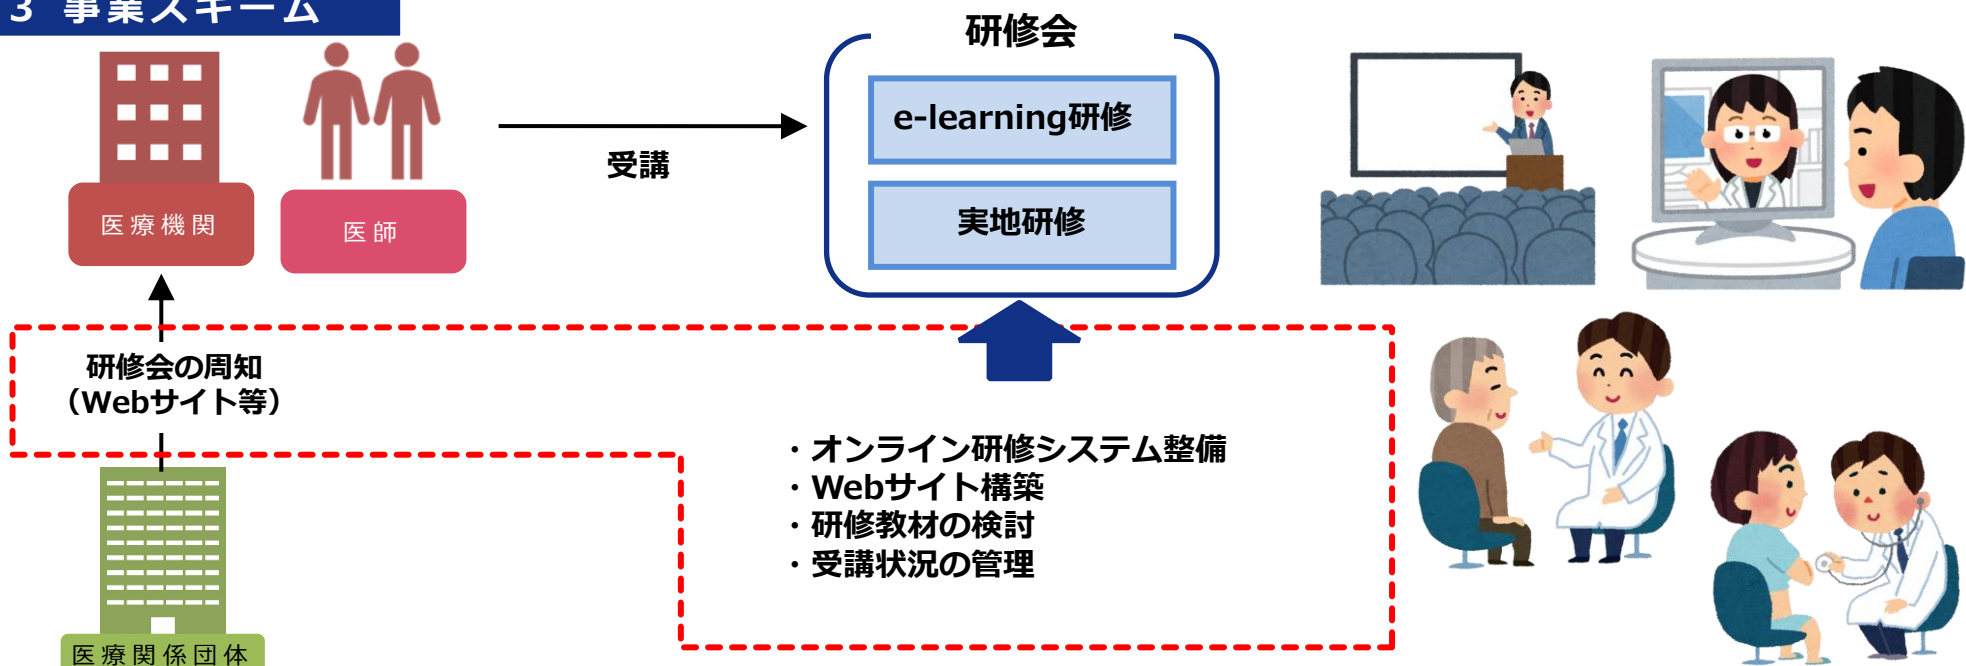 3 事業スキーム
研修会
e-learning研修
実地研修
受講
医療機関
医師
研修会の周知
（Webサイト等）
・オンライン研修システム整備
・Webサイト構築
・研修教材の検討
・受講状況の管理
医療関係団体